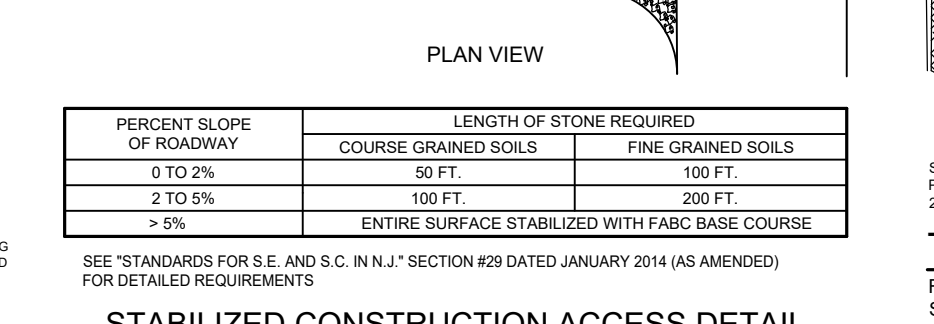 PLAN VIEW
PERCENT SLOPE
OF ROADWAY
LENGTH OF STONE REQUIRED
COURSE GRAINED SOILS FINE GRAINED SOILS
0 TO 2% 50 FT. 100 FT.
2 TO 5% 100 FT. 200 FT.
> 5% ENTIRE SURFACE STABILIZED WITH FABC BASE COURSE
SEE "STANDARDS FOR S.E. AND S.C. IN N.J." SECTION #29 DATED JANUARY 2014 (AS AMENDED)
FOR DETAILED REQUIREMENTS
STABILIZED CONSTRUCTION ACCESS DETAIL